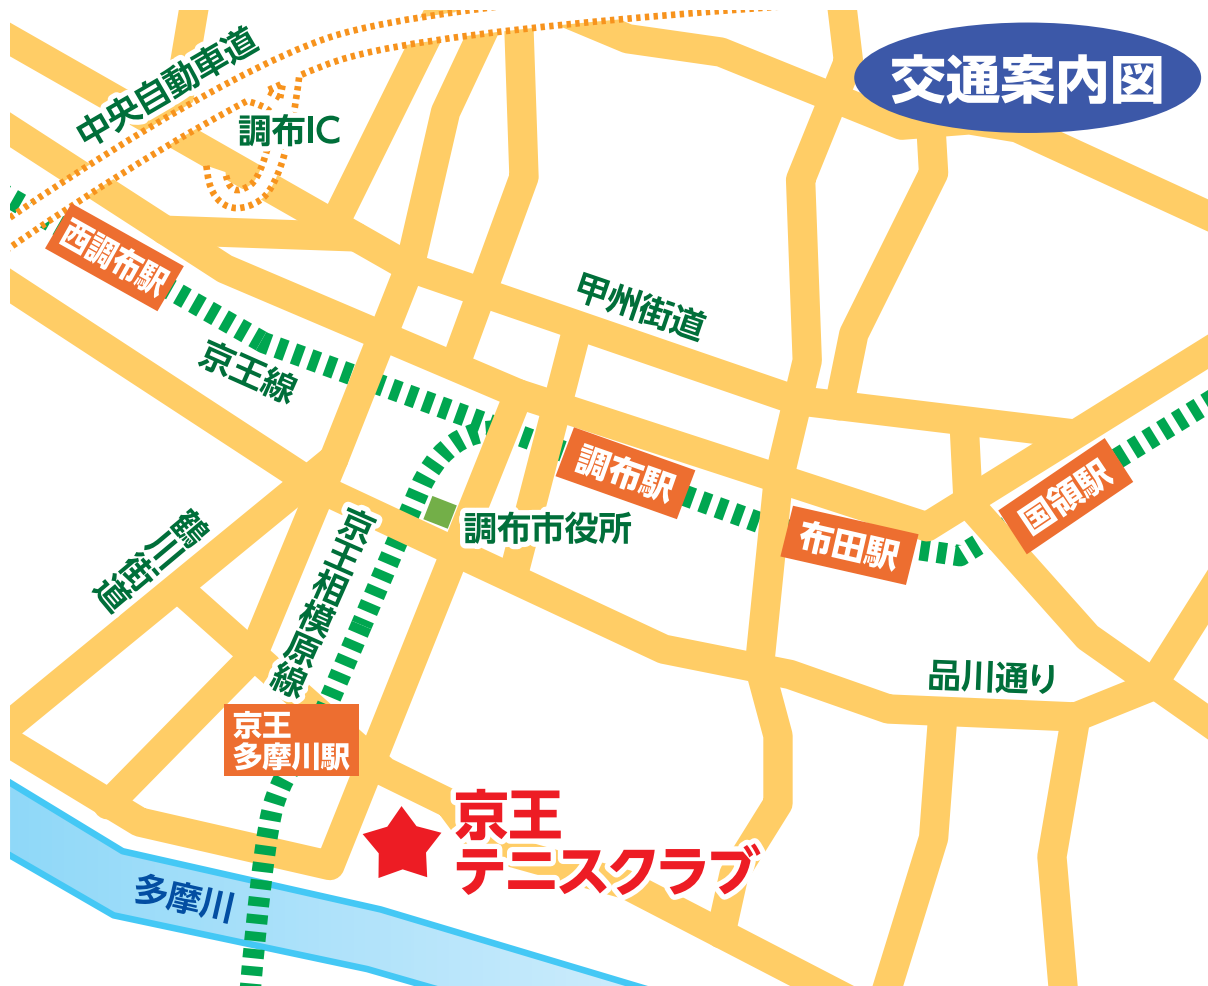 交通案内図
中央自動車道
調布IC
西調布駅
京王線
甲州街道
調布駅
国領駅
布田駅
調布市役所
鶴川街道
京王相模原線
品川通り
京王
多摩川駅
京王
テニスクラブ
多摩川